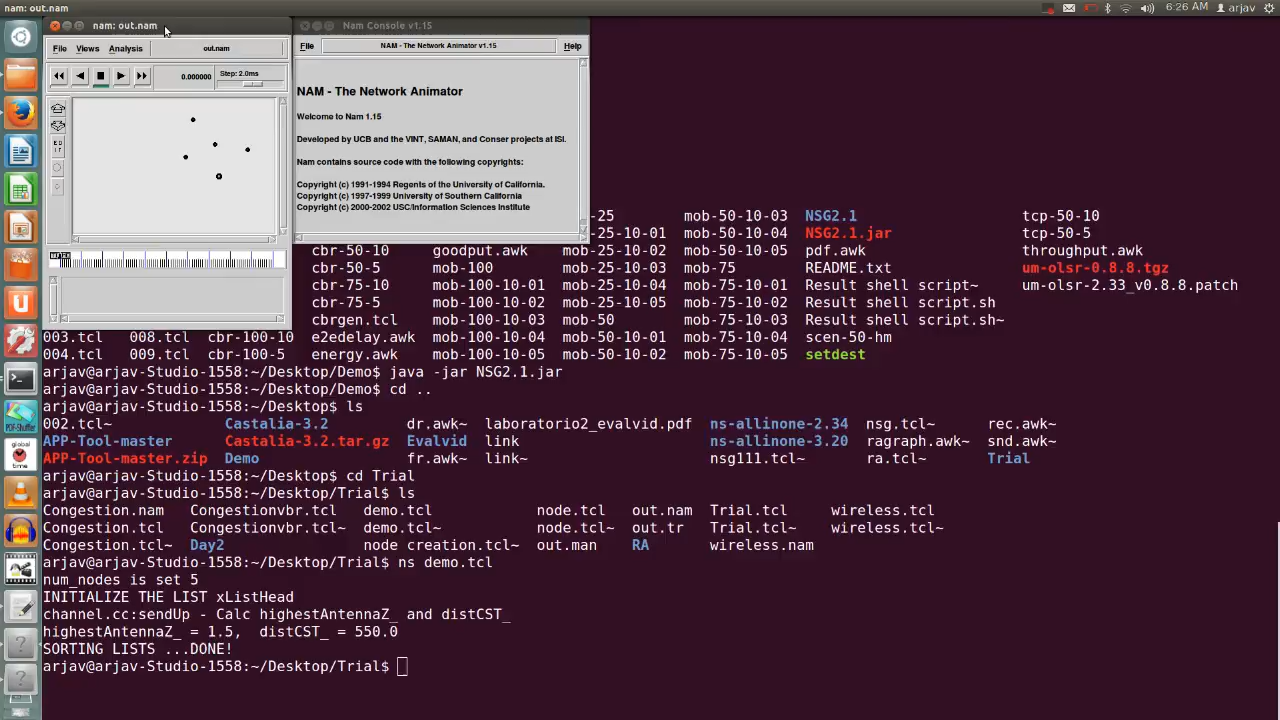 nam: out.nam
6:26 AM arjav
nam: out.nam
File Views Analysis out.nam
0.000000 Step: 2.0ms
E D
I T
Nam Console v1.15
File NAM - The Network Animator v1.15 Help
NAM - The Network Animator
Welcome to Nam 1.15
Developed by UCB and the VINT, SAMAN, and Conser projects at ISI.
Nam contains source code with the following copyrights:
Copyright (c) 1991-1994 Regents of the University of California.
Copyright (c) 1997-1999 University of Southern California
Copyright (c) 2000-2002 USC/Information Sciences Institute
-25 mob-50-10-03 NSG2.1 tcp-50-10
-25-10-01 mob-50-10-04 NSG2.1.jar tcp-50-5
cbr-50-10 goodput.awk mob-25-10-02 mob-50-10-05 pdf.awk throughput.awk
cbr-50-5 mob-100 mob-25-10-03 mob-75 README.txt um-olsr-0.8.8.tgz
cbr-75-10 mob-100-10-01 mob-25-10-04 mob-75-10-01 Result shell script~ um-olsr-2.33_v0.8.8.patch
cbr-75-5 mob-100-10-02 mob-25-10-05 mob-75-10-02 Result shell script.sh
cbrgen.tcl mob-100-10-03 mob-50 mob-75-10-03 Result shell script.sh~
003.tcl 008.tcl cbr-100-10 e2edelay.awk mob-100-10-04 mob-50-10-01 mob-75-10-04 scen-50-hm
004.tcl 009.tcl cbr-100-5 energy.awk mob-100-10-05 mob-50-10-02 mob-75-10-05 setdest
arjav@arjav-Studio-1558:~/Desktop/Demo$ java -jar NSG2.1.jar
arjav@arjav-Studio-1558:~/Desktop/Demo$ cd ..
arjav@arjav-Studio-1558:~/Desktop$ ls
002.tcl~ Castalia-3.2 dr.awk~ laboratorio2_evalvid.pdf ns-allinone-2.34 nsg.tcl~ rec.awk~
APP-Tool-master Castalia-3.2.tar.gz Evalvid link ns-allinone-3.20 ragraph.awk~ snd.awk~
APP-Tool-master.zip Demo fr.awk~ link~ nsg111.tcl~ ra.tcl~ Trial
arjav@arjav-Studio-1558:~/Desktop$ cd Trial
arjav@arjav-Studio-1558:~/Desktop/Trial$ ls
Congestion.nam Congestionvbr.tcl demo.tcl node.tcl out.nam Trial.tcl wireless.tcl
Congestion.tcl Congestionvbr.tcl~ demo.tcl~ node.tcl~ out.tr Trial.tcl~ wireless.tcl~
Congestion.tcl~ Day2 node creation.tcl~ out.man RA wireless.nam
arjav@arjav-Studio-1558:~/Desktop/Trial$ ns demo.tcl
num_nodes is set 5
INITIALIZE THE LIST xListHead
channel.cc:sendUp - Calc highestAntennaZ_ and distCST_
highestAntennaZ_ = 1.5, distCST_ = 550.0
SORTING LISTS ...DONE!
arjav@arjav-Studio-1558:~/Desktop/Trial$